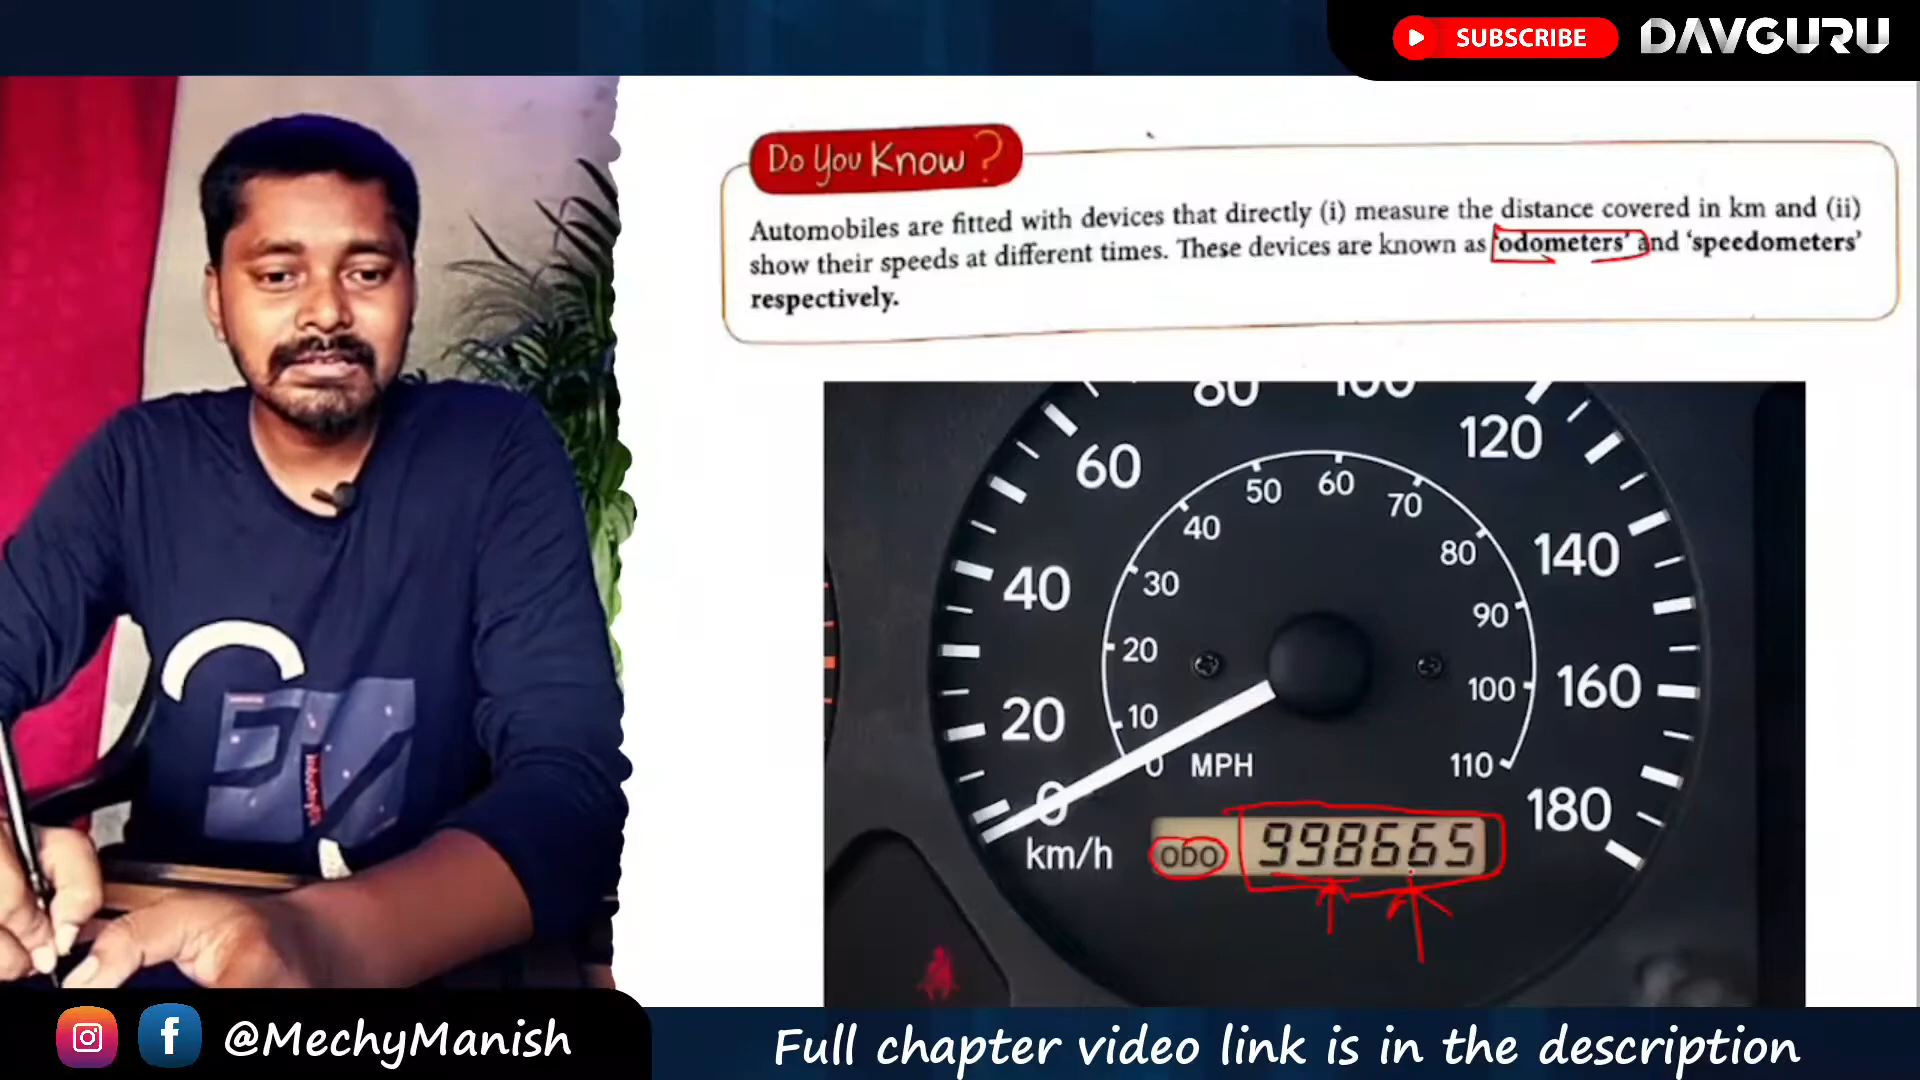 SUBSCRIBE DAVGURU
Do You Know ?
Automobiles are fitted with devices that directly (i) measure the distance covered in km and (ii)
show their speeds at different times. These devices are known as 'odometers' and 'speedometers'
respectively.
80 100
60 120
50 60 70
40 80
30 140
40 90
20 100 160
20 10 110
0 0 MPH 180
km/h ODO 998665
@MechyManish
Full chapter video link is in the description